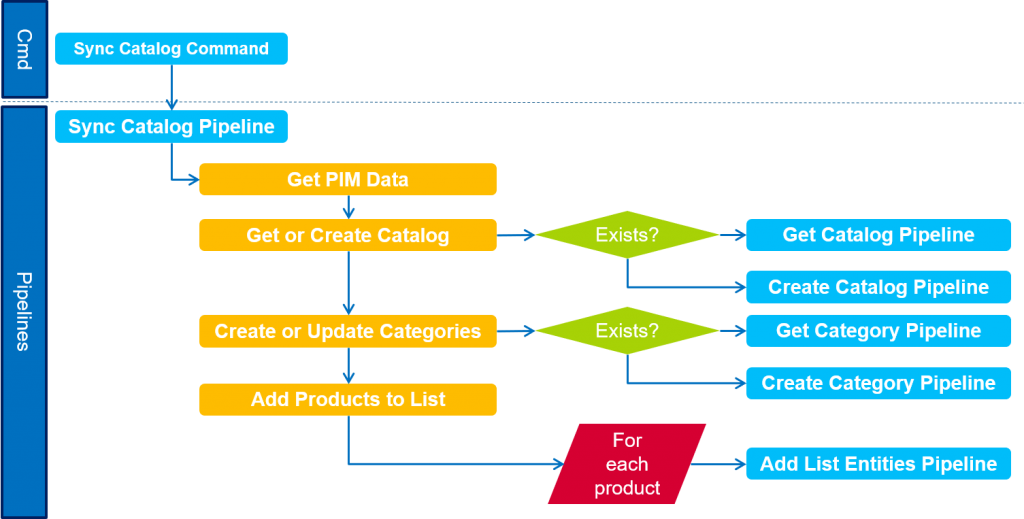 Cmd
Sync Catalog Command
Pipelines
Sync Catalog Pipeline
Get PIM Data
Get or Create Catalog
Exists?
Get Catalog Pipeline
Create Catalog Pipeline
Create or Update Categories
Exists?
Get Category Pipeline
Create Category Pipeline
Add Products to List
For
each
product
Add List Entities Pipeline